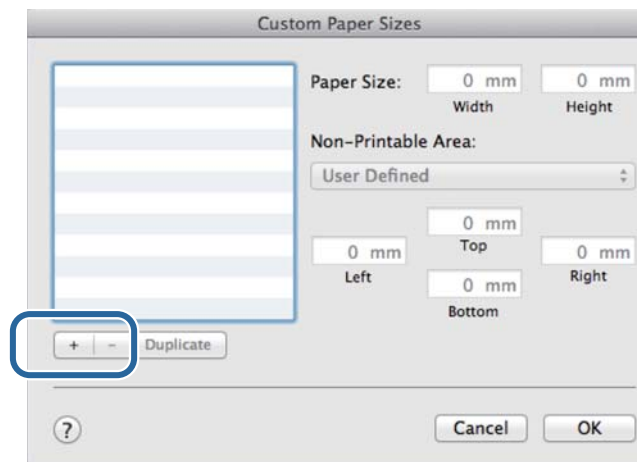 Custom Paper Sizes
Paper Size: 0 mm 0 mm
Width Height
Non-Printable Area:
User Defined
0 mm
Top
0 mm 0 mm
Left Right
0 mm
Bottom
+ - Duplicate
? Cancel OK